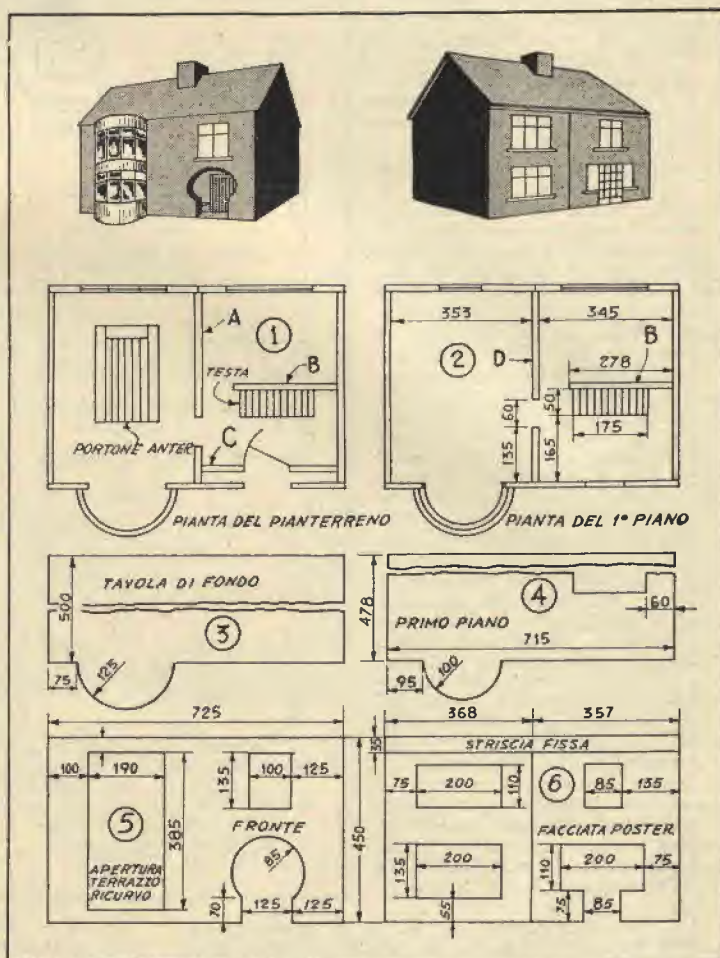 A
1
B
TESTA
C
PORTONE ANTER.
PIANTA DEL PIANTERRENO
353
345
2
D
B
278
50
60
175
135
165
PIANTA DEL 1° PIANO
TAVOLA DI FONDO
500
3
75
125
478
4
60
PRIMO PIANO
715
95
100
725
368
357
35
STRISCIA FISSA
100
190
135
100
125
75
200
110
6
85
135
5
385
FRONTE
450
FACCIATA POSTER.
APERTURA
TERRAZZO
RICURVO
85
135
200
110
200
75
70
125
125
55
75
85